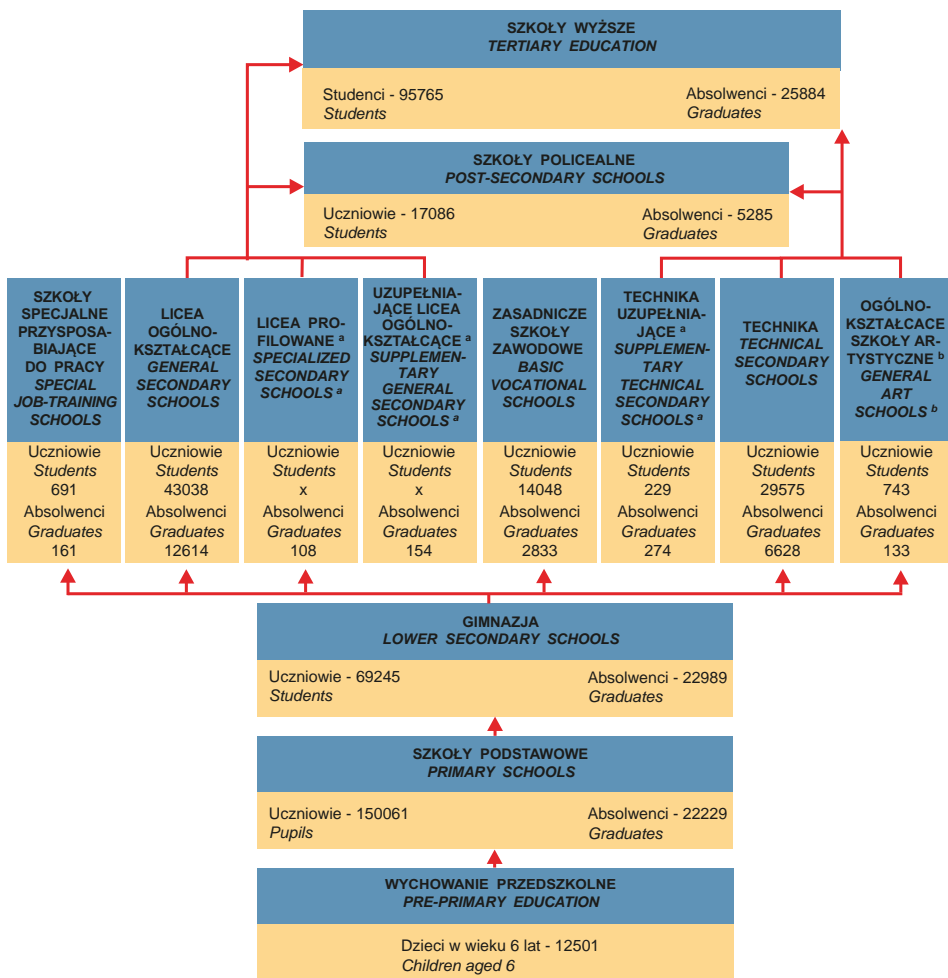 SZKOŁY WYŻSZE
TERTIARY EDUCATION
Studenci - 95765
Students
Absolwenci - 25884
Graduates
SZKOŁY POLICEALNE
POST-SECONDARY SCHOOLS
Uczniowie - 17086
Students
Absolwenci - 5285
Graduates
SZKOŁY
SPECJALNE
PRZYSPOSA-
BIAJĄCE
DO PRACY
SPECIAL
JOB-TRAINING
SCHOOLS
Uczniowie
Students
691
Absolwenci
Graduates
161
LICEA
OGÓLNO-
KSZTAŁCĄCE
GENERAL
SECONDARY
SCHOOLS
Uczniowie
Students
43038
Absolwenci
Graduates
12614
LICEA PRO-
FILOWANE a
SPECIALIZED
SECONDARY
SCHOOLS a
Uczniowie
Students
x
Absolwenci
Graduates
108
UZUPEŁNIA-
JĄCE LICEA
OGÓLNO-
KSZTAŁCĄCE a
SUPPLEMEN-
TARY
GENERAL
SECONDARY
SCHOOLS a
Uczniowie
Students
x
Absolwenci
Graduates
154
ZASADNICZE
SZKOŁY
ZAWODOWE
BASIC
VOCATIONAL
SCHOOLS
Uczniowie
Students
14048
Absolwenci
Graduates
2833
TECHNIKA
UZUPEŁNIA-
JĄCE a
SUPPLEMEN-
TARY
TECHNICAL
SECONDARY
SCHOOLS a
Uczniowie
Students
229
Absolwenci
Graduates
274
TECHNIKA
TECHNICAL
SECONDARY
SCHOOLS
Uczniowie
Students
29575
Absolwenci
Graduates
6628
OGÓLNO-
KSZTAŁCACE
SZKOŁY AR-
TYSTYCZNE b
GENERAL
ART
SCHOOLS b
Uczniowie
Students
743
Absolwenci
Graduates
133
GIMNAZJA
LOWER SECONDARY SCHOOLS
Uczniowie - 69245
Students
Absolwenci - 22989
Graduates
SZKOŁY PODSTAWOWE
PRIMARY SCHOOLS
Uczniowie - 150061
Pupils
Absolwenci - 22229
Graduates
WYCHOWANIE PRZEDSZKOLNE
PRE-PRIMARY EDUCATION
Dzieci w wieku 6 lat - 12501
Children aged 6